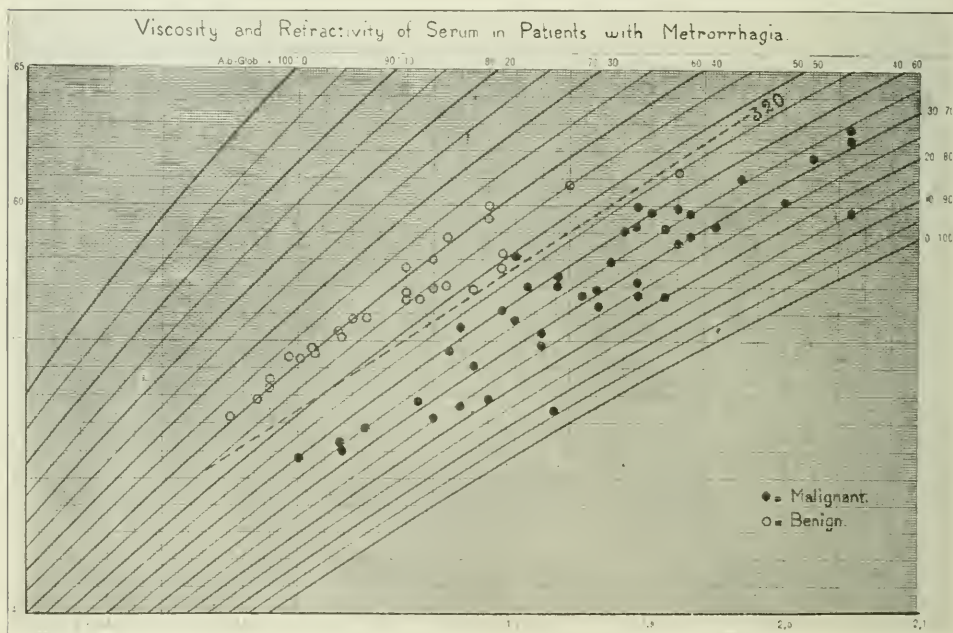 Viscosity and Refractivity of Serum in Patients with Metrorrhagia.
65 Alb.-Glob. 100 0 90 10 80 20 70 30 60 40 50 50 40 60
320
30 70
20 80
60 90
0 100
● = Malignant.
○ = Benign.
2,1